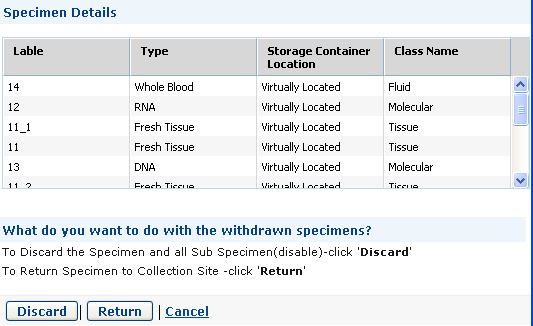 Specimen Details
Lable Type Storage Container Location Class Name
14 Whole Blood Virtually Located Fluid
12 RNA Virtually Located Molecular
11_1 Fresh Tissue Virtually Located Tissue
11 Fresh Tissue Virtually Located Tissue
13 DNA Virtually Located Molecular
11_2 Fresh Tissue Virtually Located Tissue
What do you want to do with the withdrawn specimens?
To Discard the Specimen and all Sub Specimen(disable)-click 'Discard'
To Return Specimen to Collection Site -click 'Return'
Discard | Return | Cancel